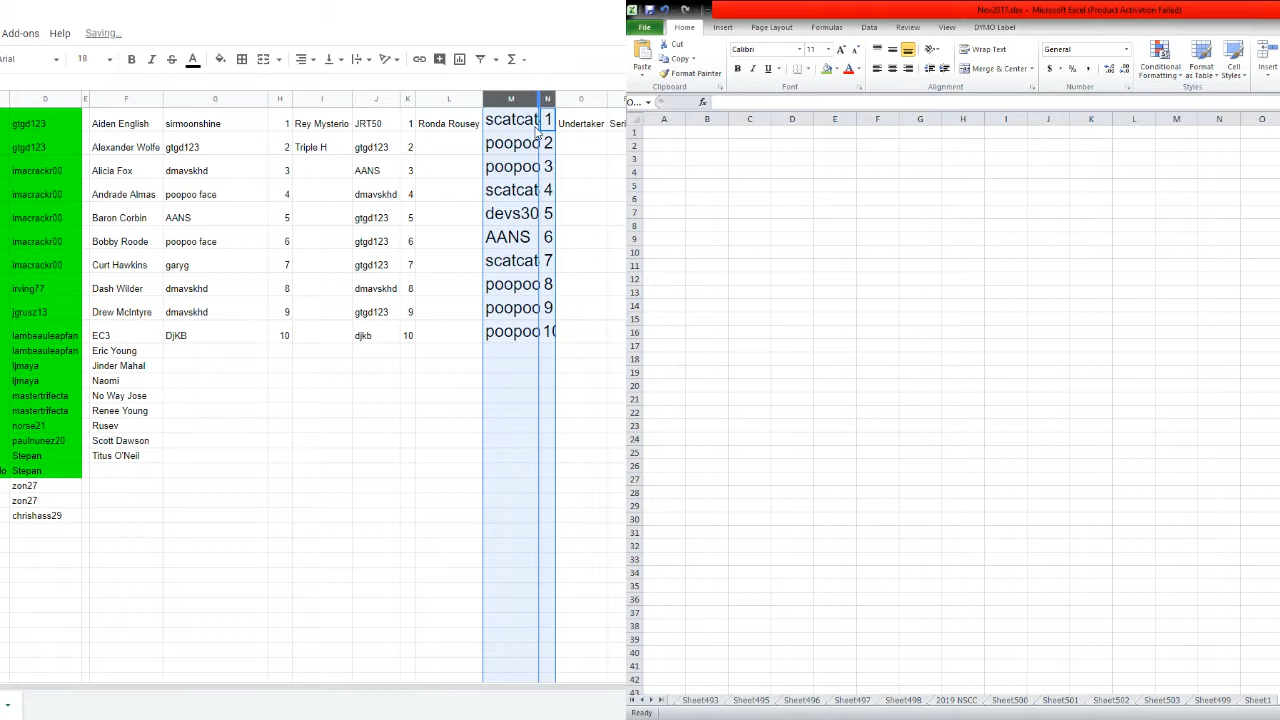 Add-ons Help Saving...
Arial 18 B I S A
D E F G H I J K L M N O
gtgd123 Aiden English sirmoonshine 1 Rey Mysterio JRT50 1 Ronda Rousey scatcat 1 Undertaker Seri
gtgd123 Alexander Wolfe gtgd123 2 Triple H gtgd123 2 poopoo 2
imacrackr00 Alicia Fox dmavskhd 3 AANS 3 poopoo 3
imacrackr00 Andrade Almas poopoo face 4 dmavskhd 4 scatcat 4
imacrackr00 Baron Corbin AANS 5 gtgd123 5 devs30 5
imacrackr00 Bobby Roode poopoo face 6 gtgd123 6 AANS 6
imacrackr00 Curt Hawkins garyg 7 gtgd123 7 scatcat 7
irving77 Dash Wilder dmavskhd 8 dmavskhd 8 poopoo 8
jgrusz13 Drew McIntyre dmavskhd 9 gtgd123 9 poopoo 9
lambeauleapfan EC3 DjKB 10 djkb 10 poopoo 10
lambeauleapfan Eric Young
ljmaya Jinder Mahal
ljmaya Naomi
mastertrifecta No Way Jose
mastertrifecta Renee Young
norse21 Rusev
paulnunez20 Scott Dawson
Stepan Titus O'Neil
lo Stepan
zon27
zon27
chrishass29
Nov2017.xlsx - Microsoft Excel (Product Activation Failed)
File Home Insert Page Layout Formulas Data Review View DYMO Label
Paste Cut Copy Format Painter
Clipboard
Calibri 11 A A
B I U A
Font
Wrap Text
Merge & Center
Alignment
General
$ % ,
Number
Conditional Formatting Format as Table Cell Styles
Styles
Insert
O... fx
A B C D E F G H I J K L M N O
1
2
3
4
5
6
7
8
9
10
11
12
13
14
15
16
17
18
19
20
21
22
23
24
25
26
27
28
29
30
31
32
33
34
35
36
37
38
39
40
41
42
43
Sheet493 Sheet495 Sheet496 Sheet497 Sheet498 2019 NSCC Sheet500 Sheet501 Sheet502 Sheet503 Sheet499 Sheet1
Ready